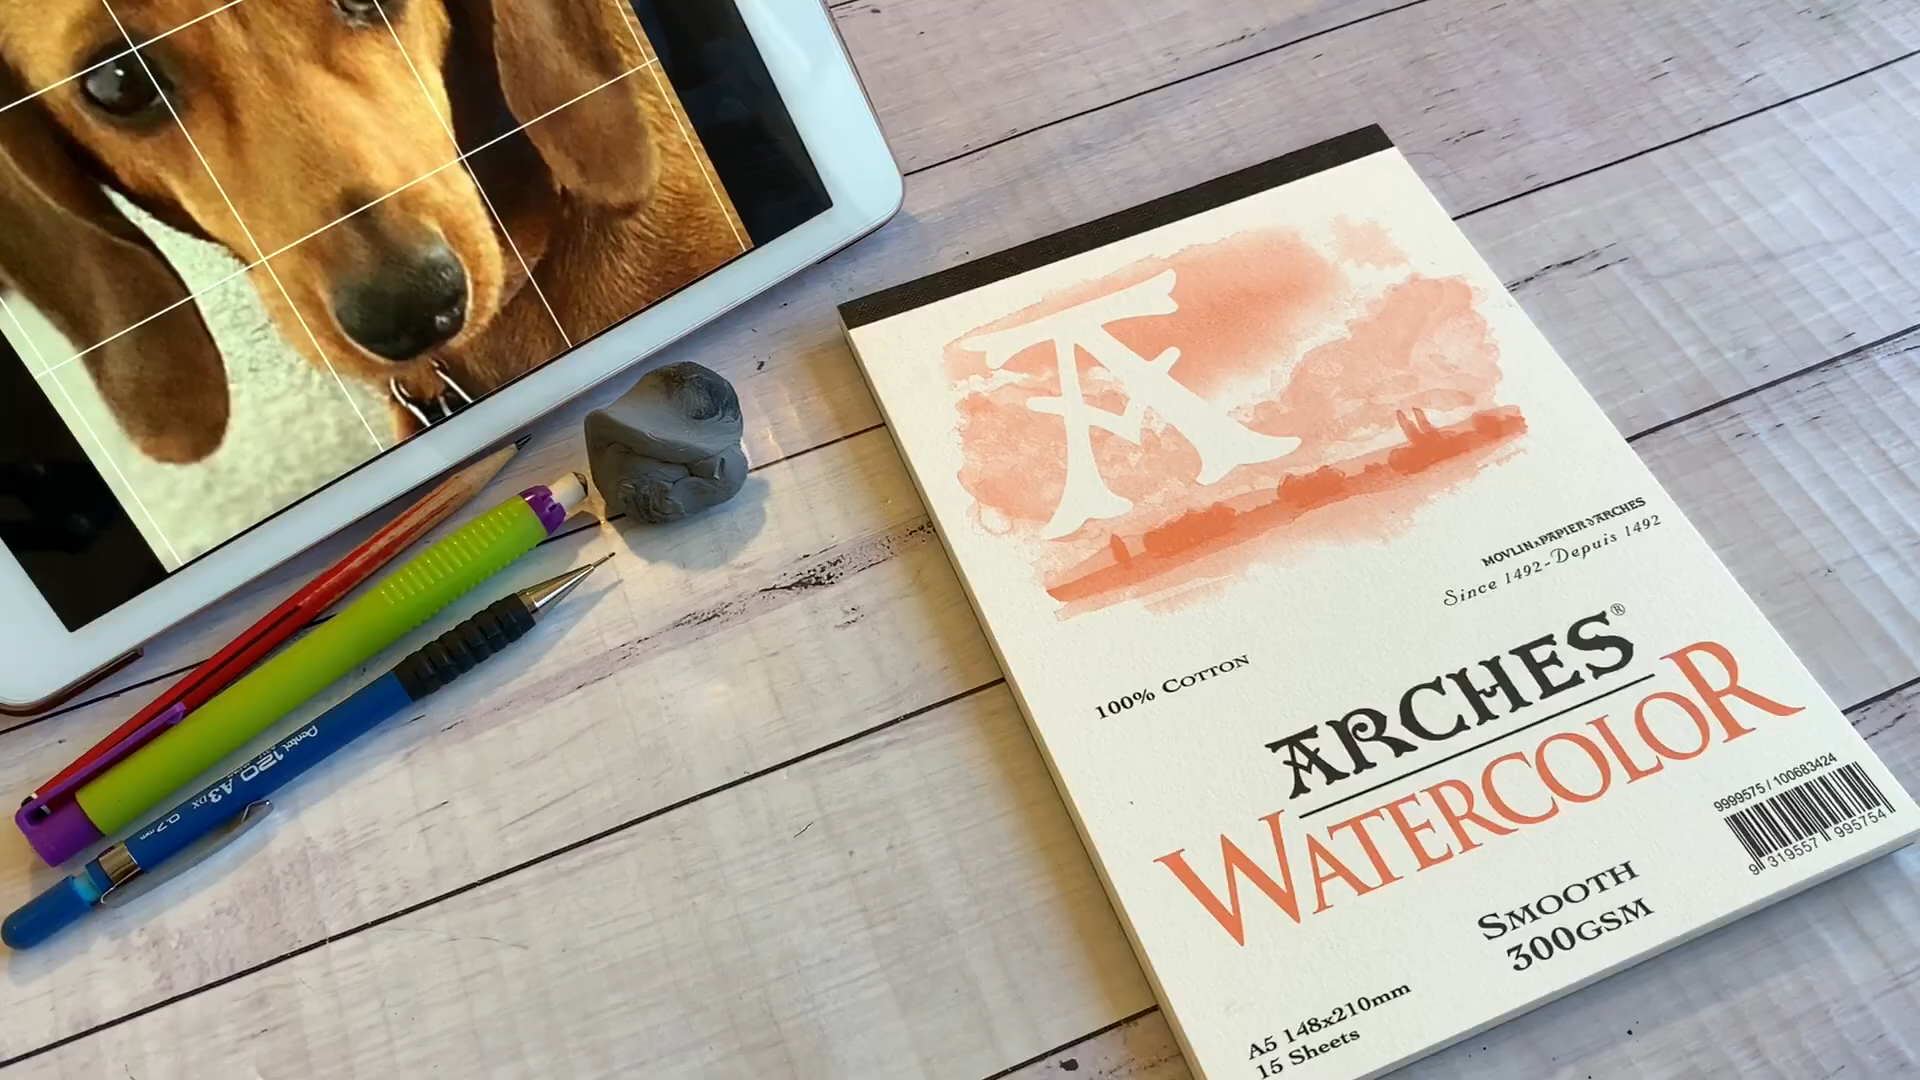 MOVLIN À PAPIER D'ARCHES
Since 1492-Depuis 1492
100% COTTON
ARCHES®
WATERCOLOR
9999575 / 100683424
9 319557 995754
SMOOTH
300GSM
A5 148x210mm
15 Sheets
Pentel 120 A3DX 0.7mm